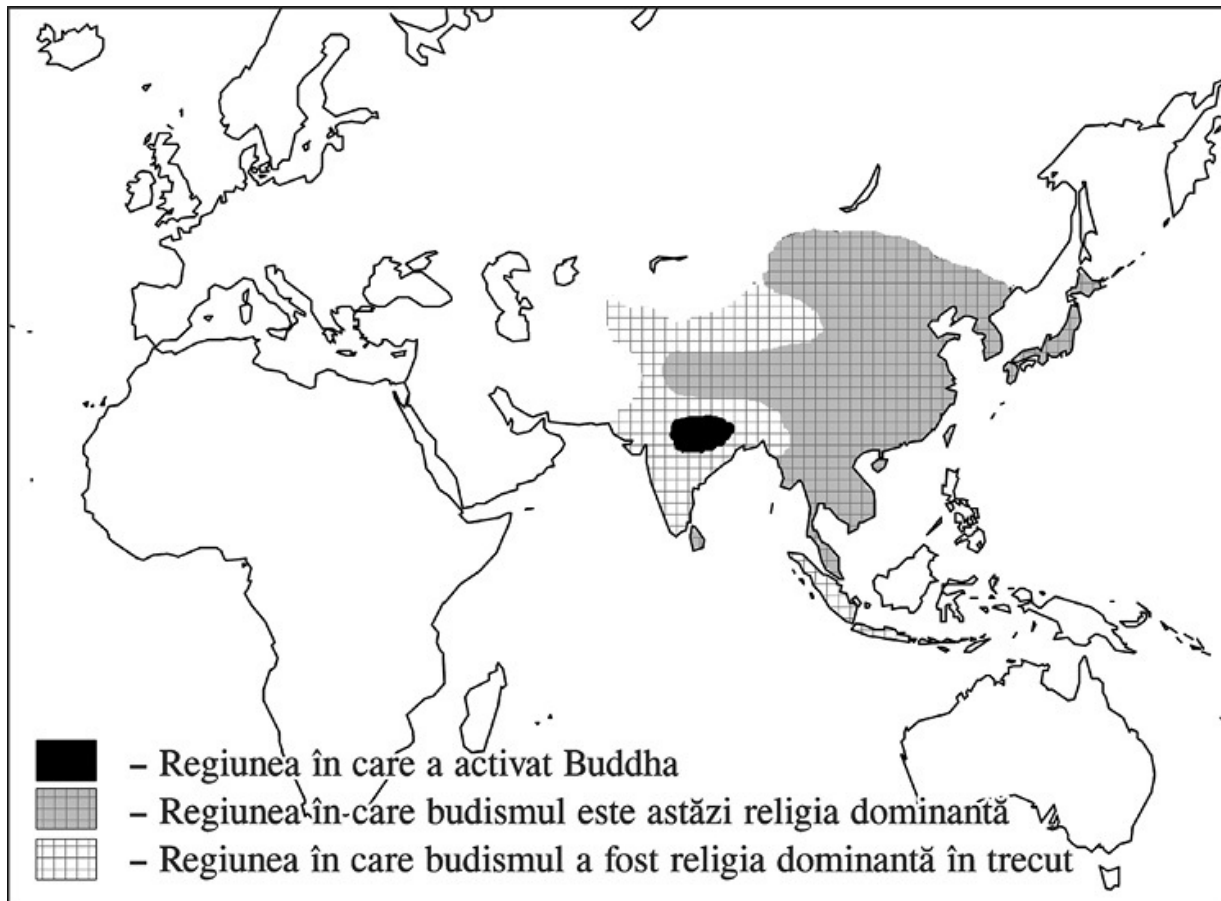 – Regiunea în care a activat Buddha
– Regiunea în care budismul este astăzi religia dominantă
– Regiunea în care budismul a fost religia dominantă în trecut